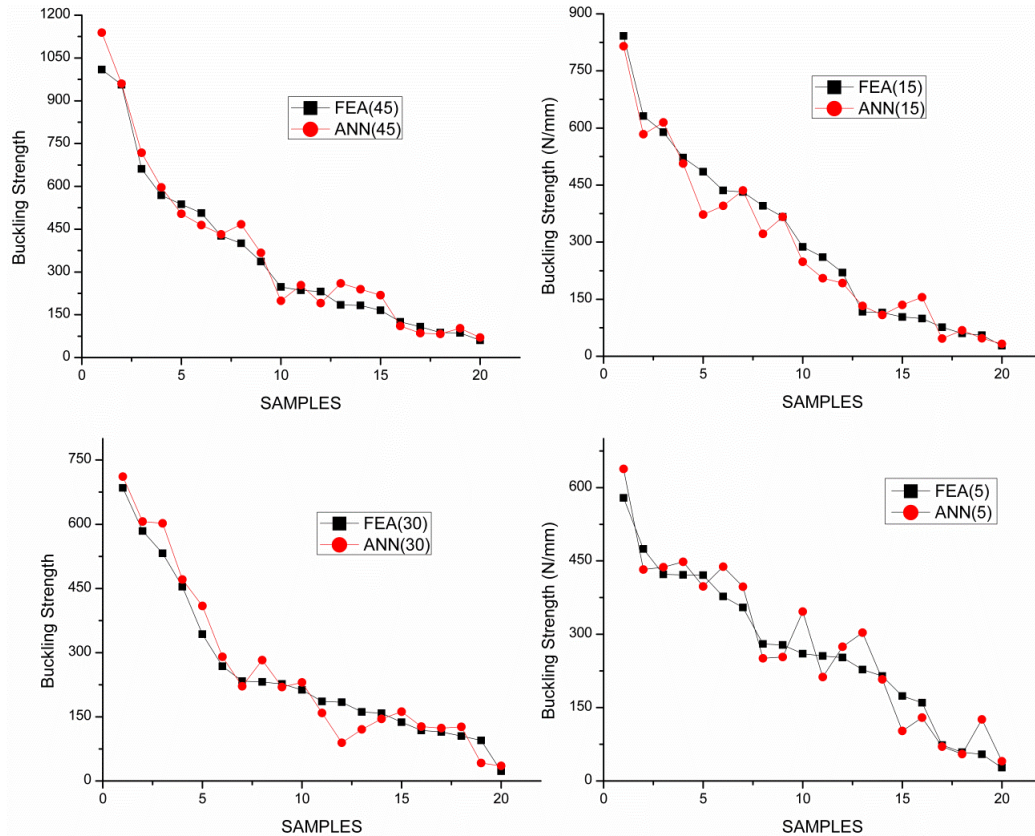 1200
1050
900
750
600
450
300
150
0
Buckling Strength
FEA(45)
ANN(45)
0 5 10 15 20
SAMPLES
900
750
600
450
300
150
0
Buckling Strength (N/mm)
FEA(15)
ANN(15)
0 5 10 15 20
SAMPLES
750
600
450
300
150
0
Buckling Strength
FEA(30)
ANN(30)
0 5 10 15 20
SAMPLES
600
450
300
150
0
Buckling Strength (N/mm)
FEA(5)
ANN(5)
0 5 10 15 20
SAMPLES